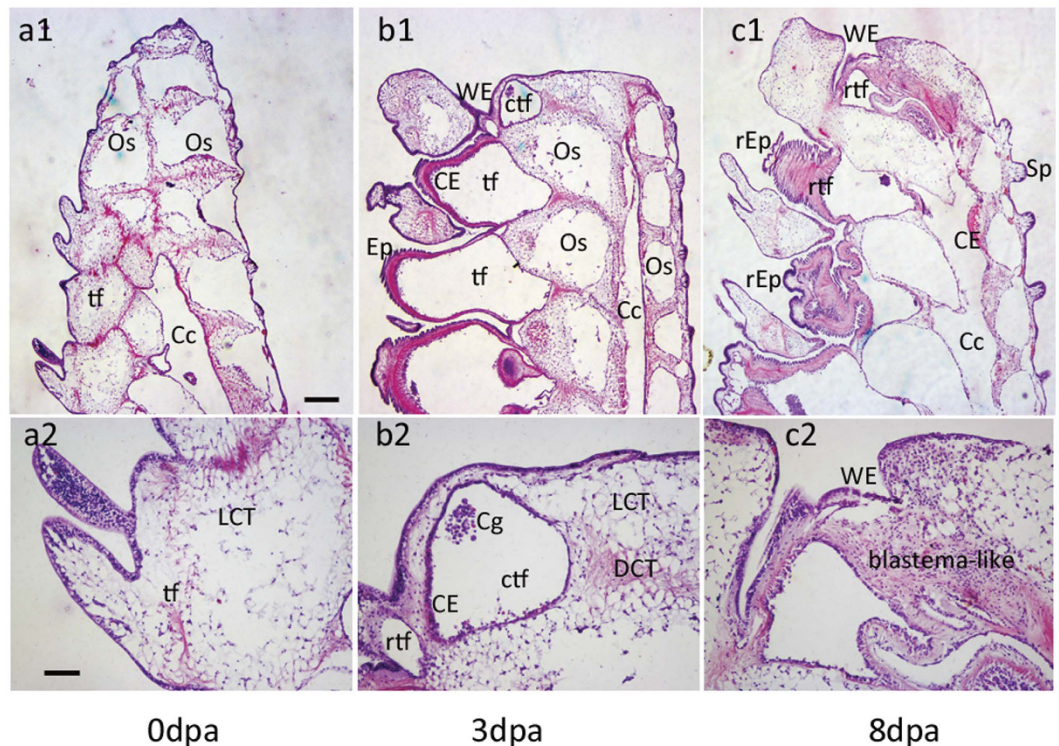 a1
Os Os
tf
Cc
b1
WE ctf
Os
CE tf
Ep
Os
tf Os
Cc
c1
WE
rtf
rEp
Sp
rtf
CE
rEp
Cc
a2
LCT
tf
b2
Cg LCT
ctf DCT
CE
rtf
c2
WE
blastema-like
0dpa 3dpa 8dpa